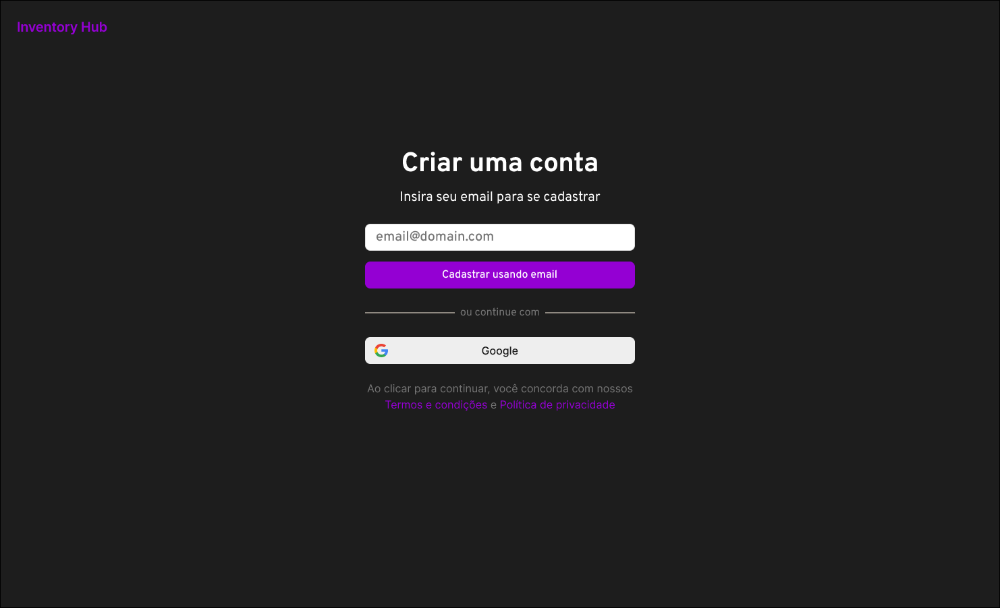 Inventory Hub
Criar uma conta
Insira seu email para se cadastrar
email@domain.com
Cadastrar usando email
ou continue com
Google
Ao clicar para continuar, você concorda com nossos
Termos e condições e Política de privacidade